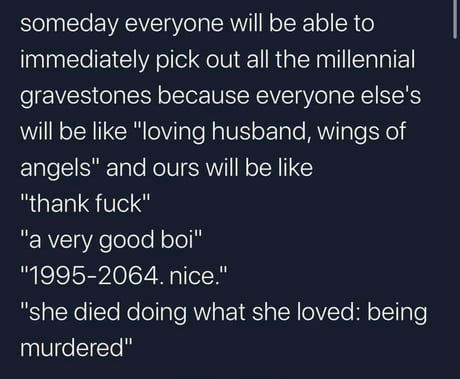 someday everyone will be able to
immediately pick out all the millennial
gravestones because everyone else's
will be like "loving husband, wings of
angels" and ours will be like
"thank fuck"
"a very good boi"
"1995-2064. nice."
"she died doing what she loved: being
murdered"